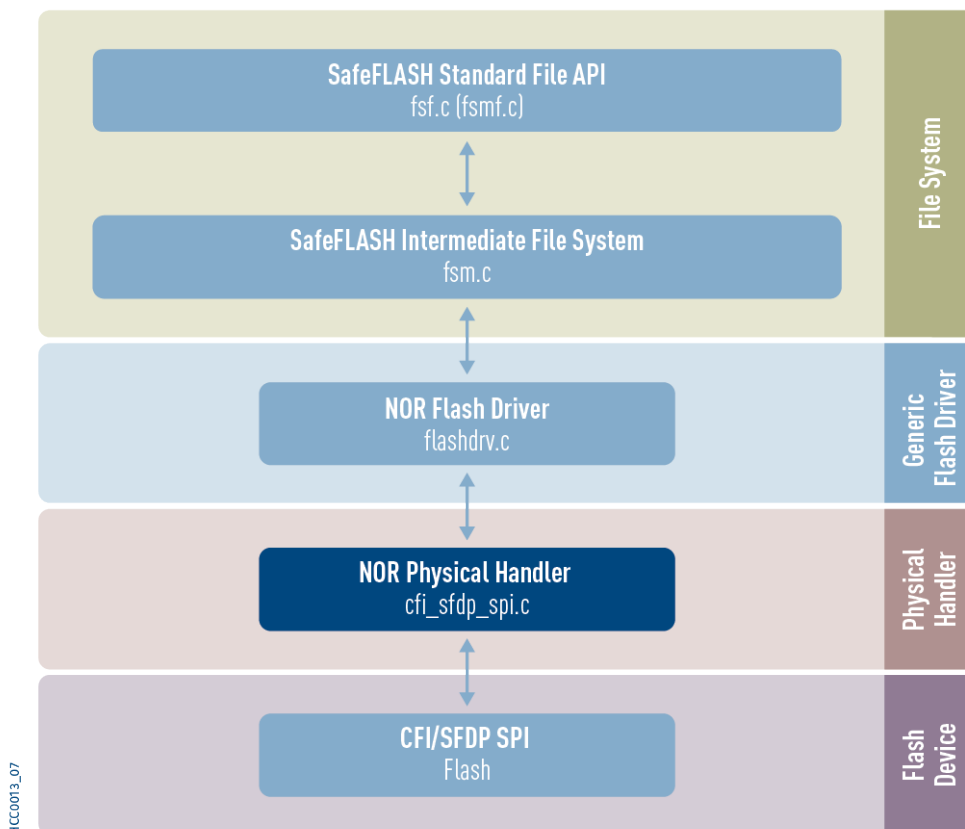 SafeFLASH Standard File API
fsf.c (fsmf.c)
SafeFLASH Intermediate File System
fsm.c
File System
NOR Flash Driver
flashdrv.c
Generic
Flash Driver
NOR Physical Handler
cfi_sfdp_spi.c
Physical
Handler
CFI/SFDP SPI
Flash
Flash
Device
ICC0013_07